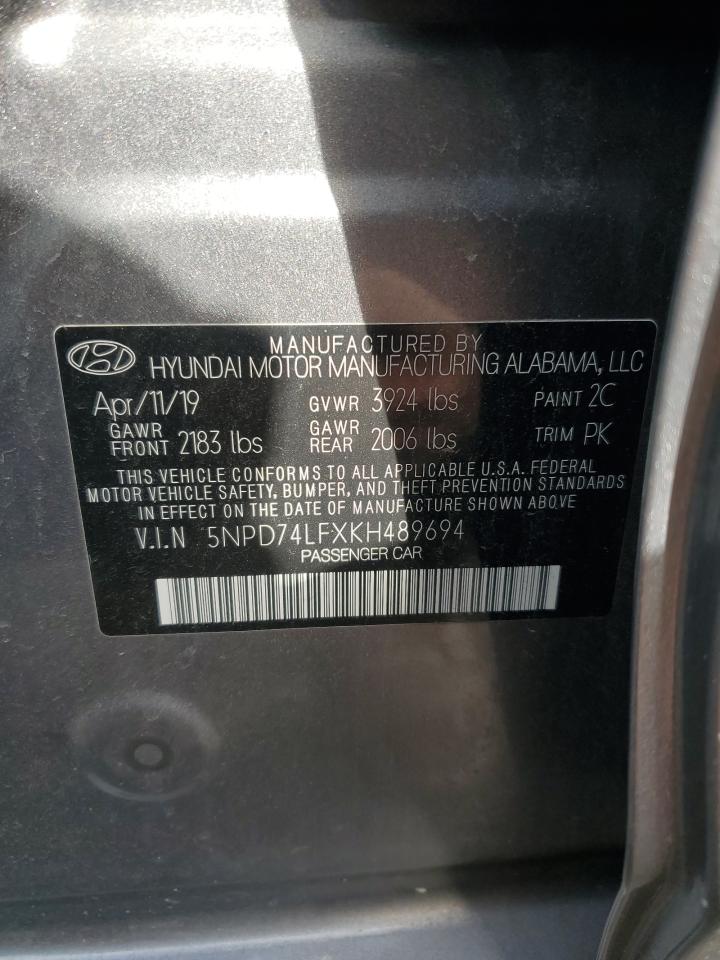 MANUFACTURED BY
HYUNDAI MOTOR MANUFACTURING ALABAMA, LLC
Apr/11/19 GVWR 3924 lbs PAINT 2C
GAWR FRONT 2183 lbs GAWR REAR 2006 lbs TRIM PK
THIS VEHICLE CONFORMS TO ALL APPLICABLE U.S.A. FEDERAL
MOTOR VEHICLE SAFETY, BUMPER, AND THEFT PREVENTION STANDARDS
IN EFFECT ON THE DATE OF MANUFACTURE SHOWN ABOVE
V.I.N 5NPD74LFXKH489694
PASSENGER CAR